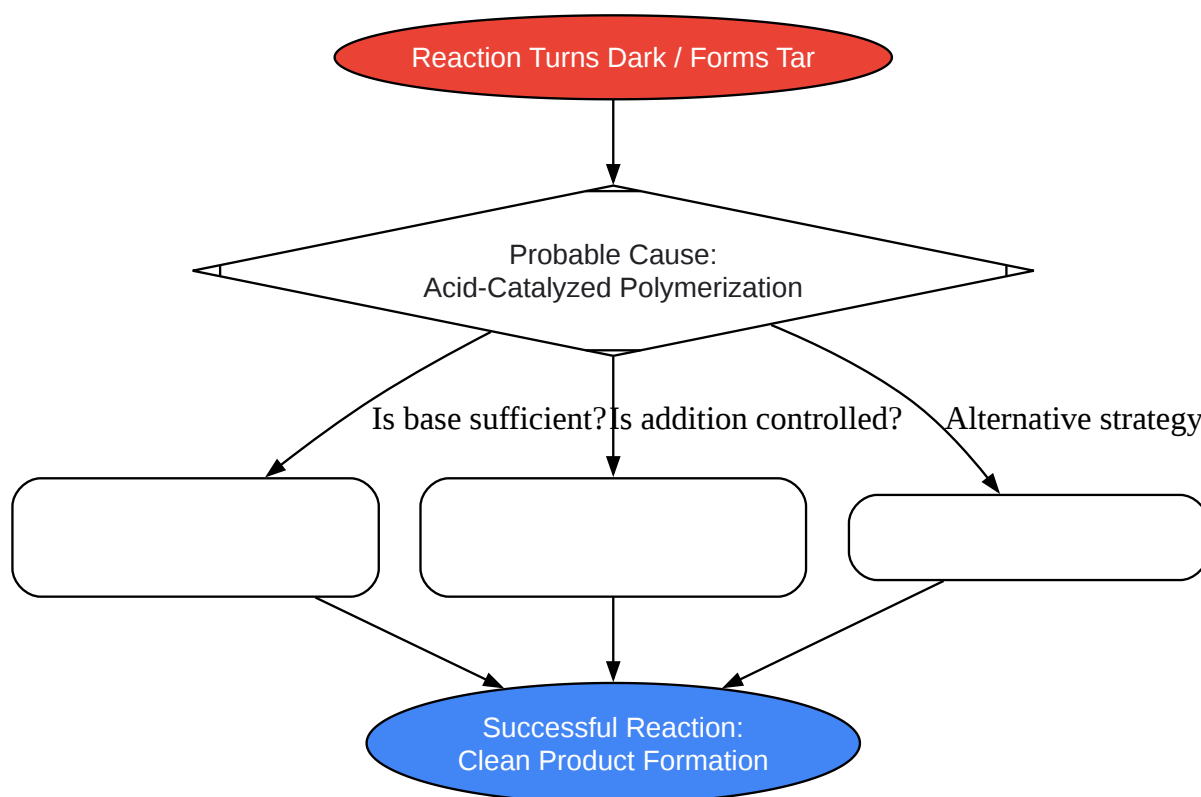 Reaction Turns Dark / Forms Tar
Probable Cause:
Acid-Catalyzed Polymerization
Is base sufficient?
Is addition controlled?
Alternative strategy
Successful Reaction:
Clean Product Formation